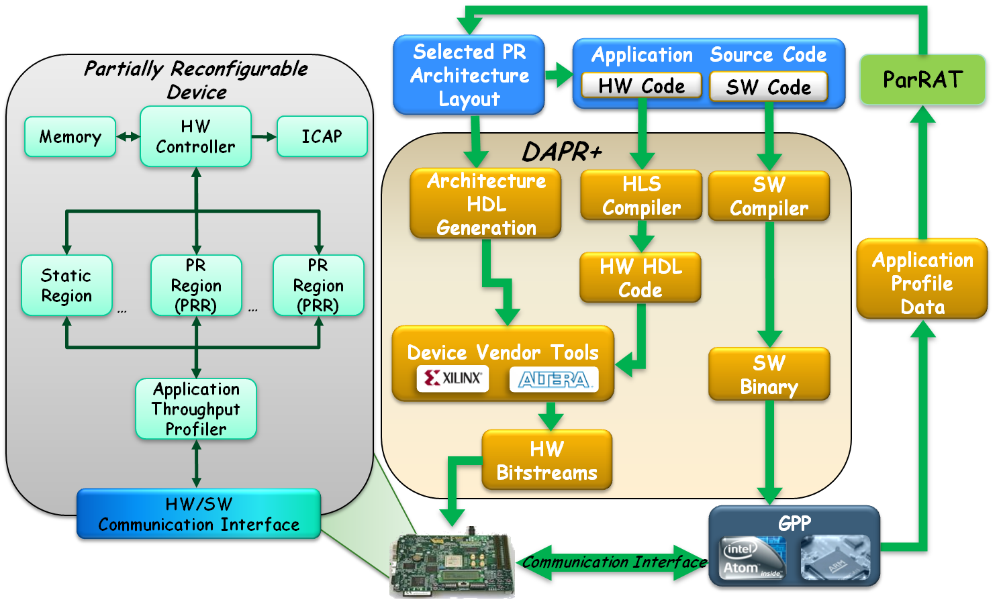 Partially Reconfigurable
Device
Memory
HW
Controller
ICAP
Static
Region
...
PR
Region
(PRR)
...
PR
Region
(PRR)
Application
Throughput
Profiler
HW/SW
Communication Interface
Selected PR
Architecture
Layout
Application Source Code
HW Code
SW Code
ParRAT
DAPR+
Architecture
HDL
Generation
HLS
Compiler
SW
Compiler
HW HDL
Code
Application
Profile
Data
Device Vendor Tools
XILINX
ALTERA
SW
Binary
HW
Bitstreams
GPP
intel
Atom
inside
ARM
Communication Interface